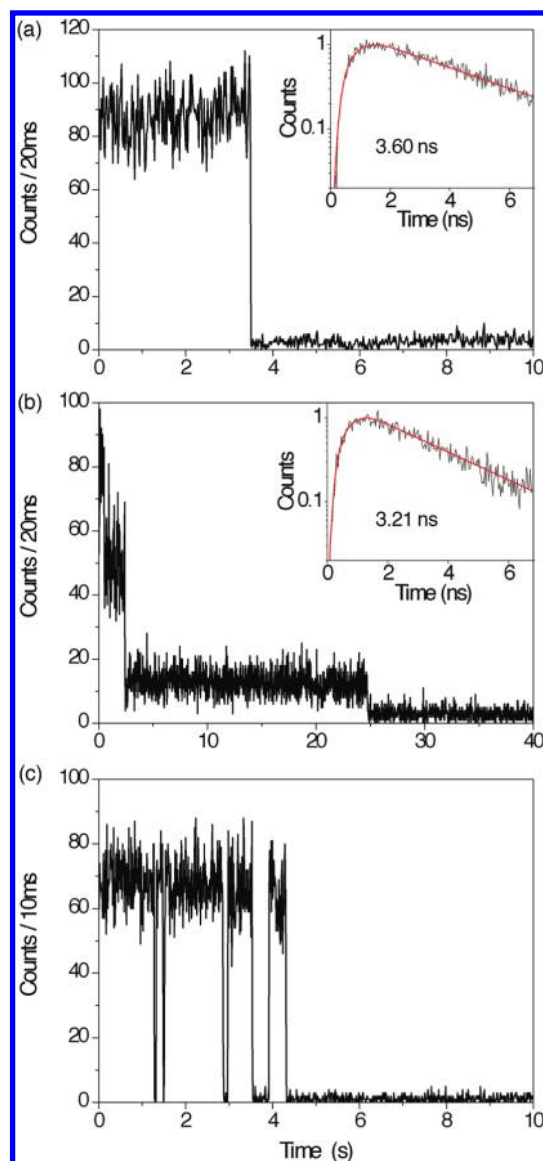 (a)
120
100
80
60
40
20
0
Counts / 20ms
0 2 4 6 8 10
1
0.1
Counts
3.60 ns
0 2 4 6
Time (ns)
(b)
100
80
60
40
20
0
Counts / 20ms
0 10 20 30 40
1
0.1
Counts
3.21 ns
0 2 4 6
Time (ns)
(c)
100
80
60
40
20
0
Counts / 10ms
0 2 4 6 8 10
Time (s)